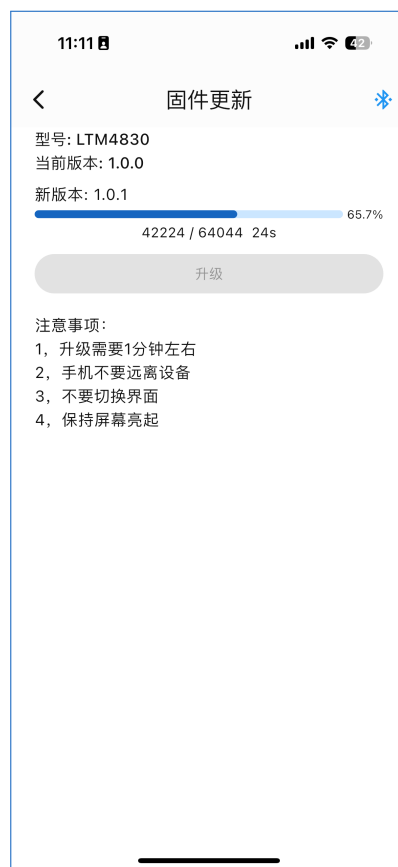 11:11
42
固件更新
型号: LTM4830
当前版本: 1.0.0
新版本: 1.0.1
65.7%
42224 / 64044 24s
升级
注意事项：
1，升级需要1分钟左右
2，手机不要远离设备
3，不要切换界面
4，保持屏幕亮起